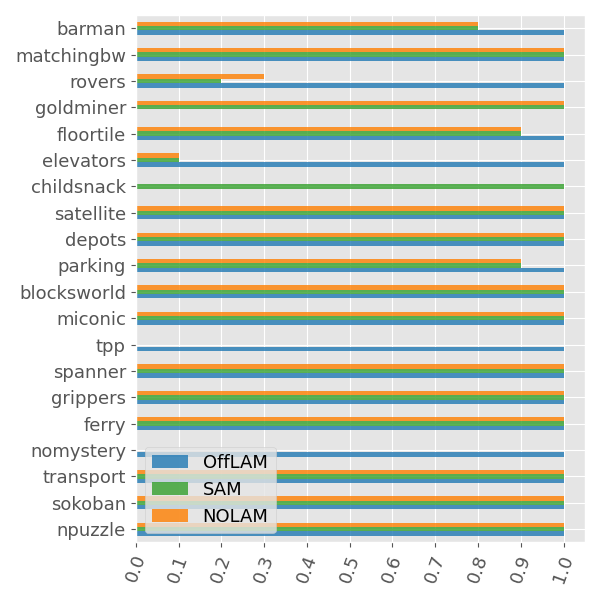 barman
matchingbw
rovers
goldminer
floortile
elevators
childsnack
satellite
depots
parking
blocksworld
miconic
tpp
spanner
grippers
ferry
nomystery
transport
sokoban
npuzzle
OffLAM
SAM
NOLAM
0.0 0.1 0.2 0.3 0.4 0.5 0.6 0.7 0.8 0.9 1.0